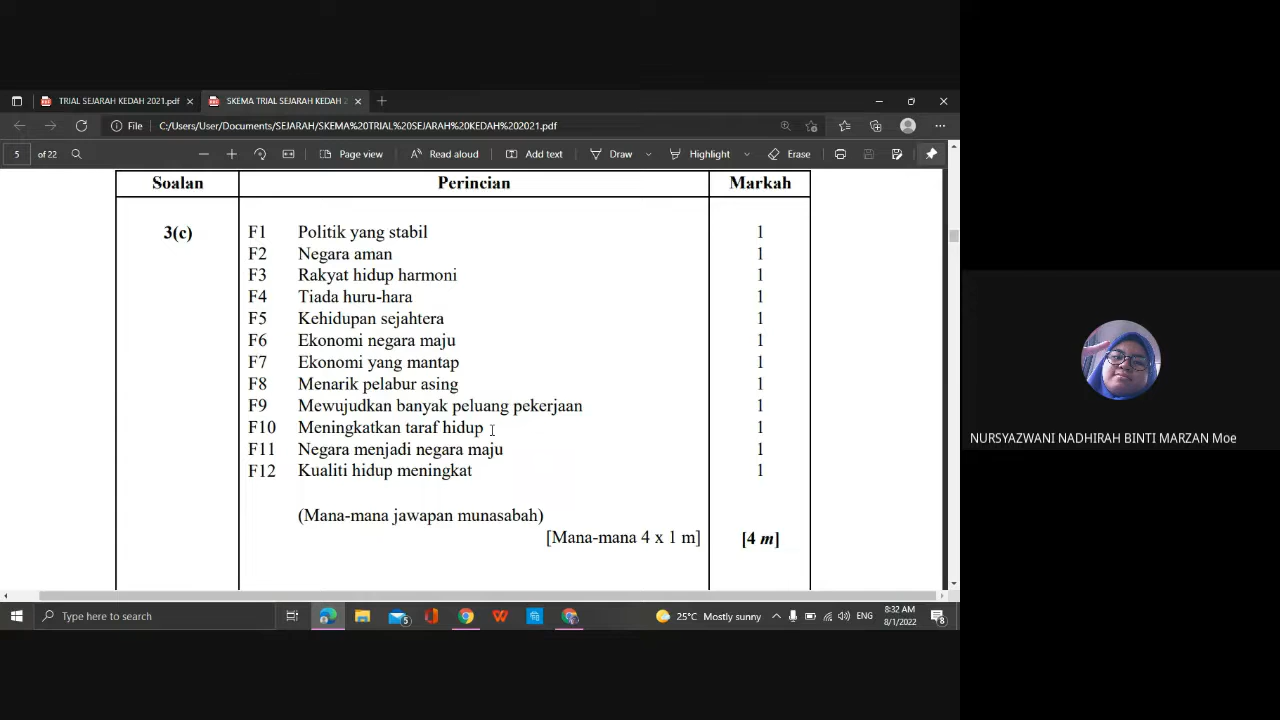 TRIAL SEJARAH KEDAH 2021.pdf
SKEMA TRIAL SEJARAH KEDAH 2
File
C:/Users/User/Documents/SEJARAH/SKEMA%20TRIAL%20SEJARAH%20KEDAH%202021.pdf
5 of 22
Page view
Read aloud
Add text
Draw
Highlight
Erase
Soalan Perincian Markah
3(c) F1 Politik yang stabil 1
F2 Negara aman 1
F3 Rakyat hidup harmoni 1
F4 Tiada huru-hara 1
F5 Kehidupan sejahtera 1
F6 Ekonomi negara maju 1
F7 Ekonomi yang mantap 1
F8 Menarik pelabur asing 1
F9 Mewujudkan banyak peluang pekerjaan 1
F10 Meningkatkan taraf hidup 1
F11 Negara menjadi negara maju 1
F12 Kualiti hidup meningkat 1
(Mana-mana jawapan munasabah)
[Mana-mana 4 x 1 m] [4 m]
NURSYAZWANI NADHIRAH BINTI MARZAN Moe
Type here to search
5
25°C Mostly sunny
ENG
8:32 AM
8/1/2022
8